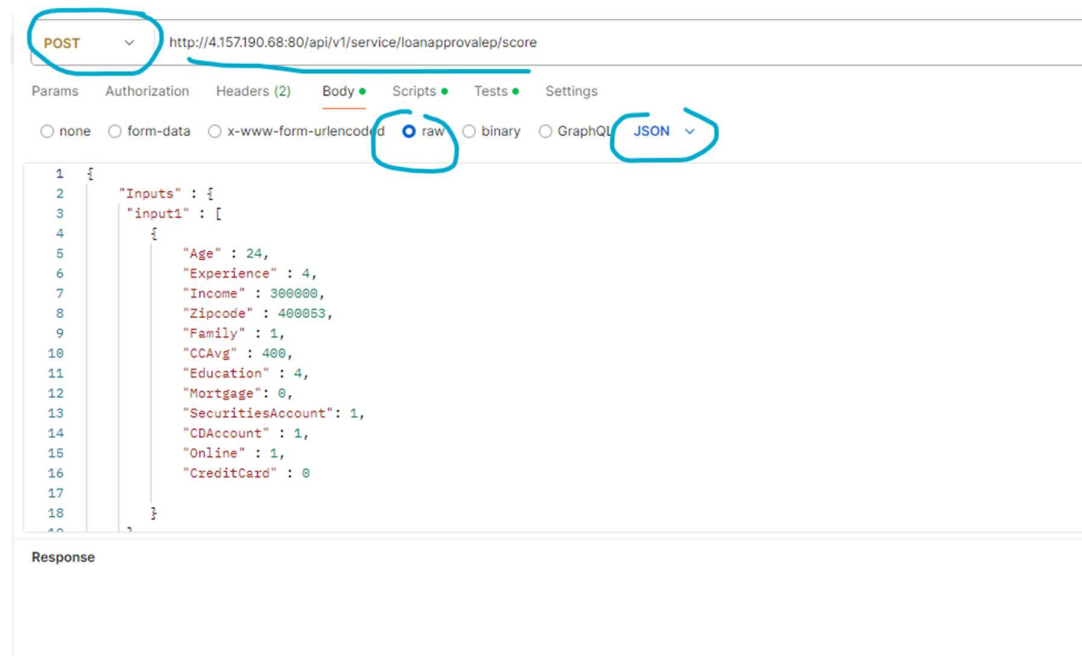 POST http://4.157.190.68:80/api/v1/service/loanapprovalep/score
Params Authorization Headers (2) Body Scripts Tests Settings
none form-data x-www-form-urlencoded raw binary GraphQL JSON
1 {
2 "Inputs" : {
3 "input1" : [
4 {
5 "Age" : 24,
6 "Experience" : 4,
7 "Income" : 300000,
8 "Zipcode" : 400053,
9 "Family" : 1,
10 "CCAvg" : 400,
11 "Education" : 4,
12 "Mortgage": 0,
13 "SecuritiesAccount": 1,
14 "CDAccount" : 1,
15 "Online" : 1,
16 "CreditCard" : 0
17
18 }
Response